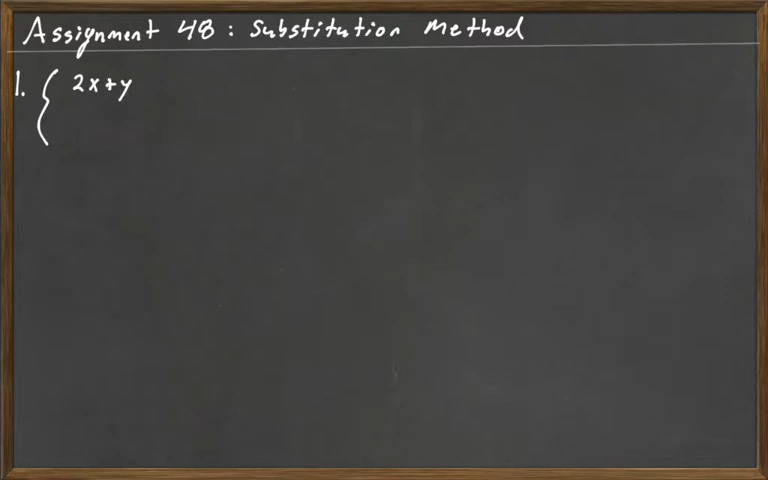 Assignment 48 : Substitution Method
1. { 2x+y